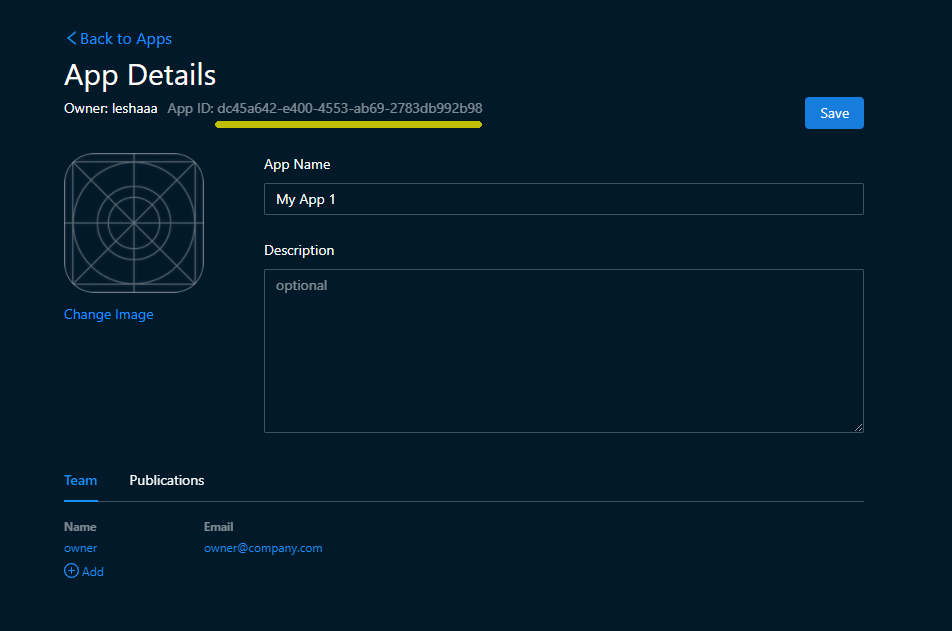 Back to Apps
App Details
Owner: leshaaa App ID: dc45a642-e400-4553-ab69-2783db992b98
Save
App Name
My App 1
Description
optional
Change Image
Team Publications
Name Email
owner owner@company.com
Add